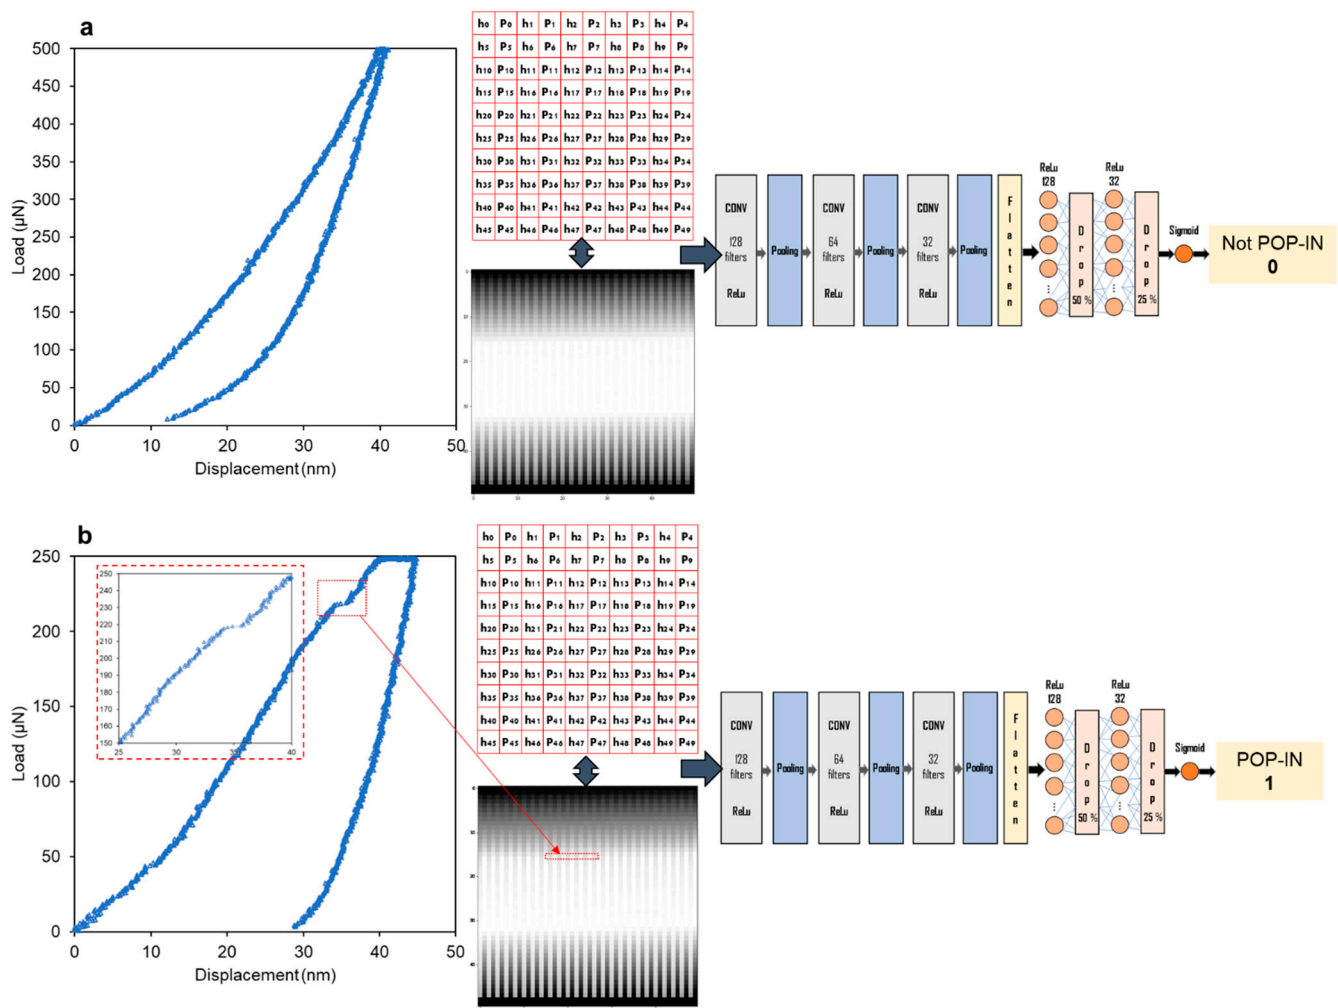 a
500
450
400
350
300
250
200
150
100
50
0
Load (µN)
0 10 20 30 40 50
Displacement (nm)
h0 P0 h1 P1 h2 P2 h3 P3 h4 P4
h5 P5 h6 P6 h7 P7 h8 P8 h9 P9
h10 P10 h11 P11 h12 P12 h13 P13 h14 P14
h15 P15 h16 P16 h17 P17 h18 P18 h19 P19
h20 P20 h21 P21 h22 P22 h23 P23 h24 P24
h25 P25 h26 P26 h27 P27 h28 P28 h29 P29
h30 P30 h31 P31 h32 P32 h33 P33 h34 P34
h35 P35 h36 P36 h37 P37 h38 P38 h39 P39
h40 P40 h41 P41 h42 P42 h43 P43 h44 P44
h45 P45 h46 P46 h47 P47 h48 P48 h49 P49
CONV
128
filters
ReLu
Pooling
CONV
64
filters
Pooling
CONV
32
filters
ReLu
Pooling
Flatten
ReLu
128
Drop
50 %
ReLu
32
Drop
25 %
Sigmoid
Not POP-IN
0
b
250
200
150
100
50
0
Load (µN)
0 10 20 30 40 50
Displacement (nm)
250
240
230
220
210
200
190
180
170
160
150
25 30 35 40
h0 P0 h1 P1 h2 P2 h3 P3 h4 P4
h5 P5 h6 P6 h7 P7 h8 P8 h9 P9
h10 P10 h11 P11 h12 P12 h13 P13 h14 P14
h15 P15 h16 P16 h17 P17 h18 P18 h19 P19
h20 P20 h21 P21 h22 P22 h23 P23 h24 P24
h25 P25 h26 P26 h27 P27 h28 P28 h29 P29
h30 P30 h31 P31 h32 P32 h33 P33 h34 P34
h35 P35 h36 P36 h37 P37 h38 P38 h39 P39
h40 P40 h41 P41 h42 P42 h43 P43 h44 P44
h45 P45 h46 P46 h47 P47 h48 P48 h49 P49
CONV
128
filters
ReLu
Pooling
CONV
64
filters
Pooling
CONV
32
filters
ReLu
Pooling
Flatten
ReLu
128
Drop
50 %
ReLu
32
Drop
25 %
Sigmoid
POP-IN
1